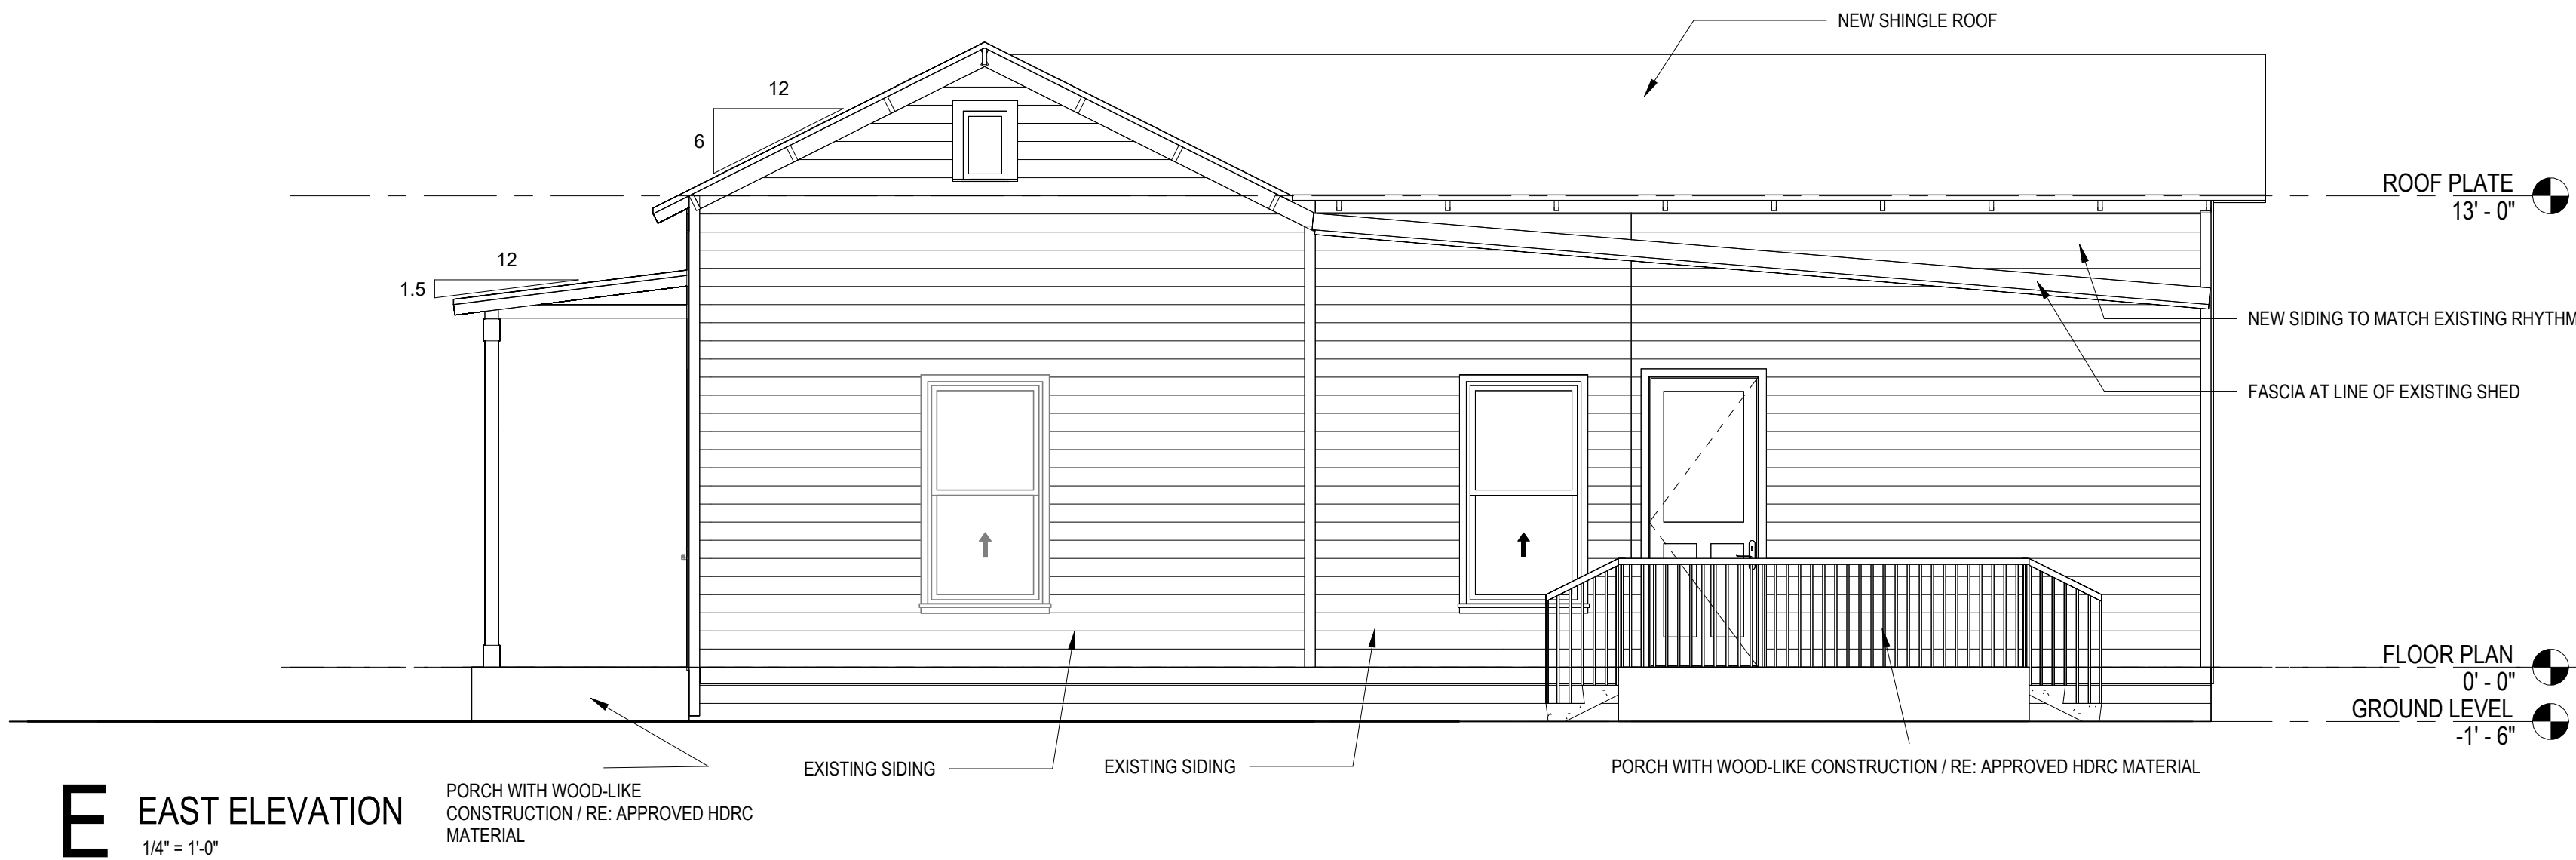 NEW SHINGLE ROOF
12
6
ROOF PLATE
13' - 0"
12
1.5
NEW SIDING TO MATCH EXISTING RHYTHM
FASCIA AT LINE OF EXISTING SHED
FLOOR PLAN
0' - 0"
GROUND LEVEL
-1' - 6"
EXISTING SIDING
EXISTING SIDING
PORCH WITH WOOD-LIKE CONSTRUCTION / RE: APPROVED HDRC MATERIAL
E
EAST ELEVATION
1/4" = 1'-0"
PORCH WITH WOOD-LIKE
CONSTRUCTION / RE: APPROVED HDRC
MATERIAL